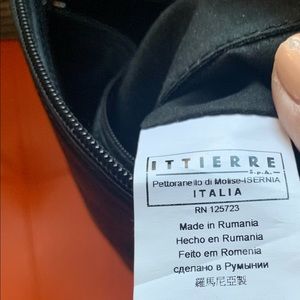 ITTIERRE
S.p.A.
Pettoranello di Molise-ISERNIA
ITALIA
RN 125723
Made in Rumania
Hecho en Rumania
Feito em Romenia
сделано в Румынии
羅馬尼亞製